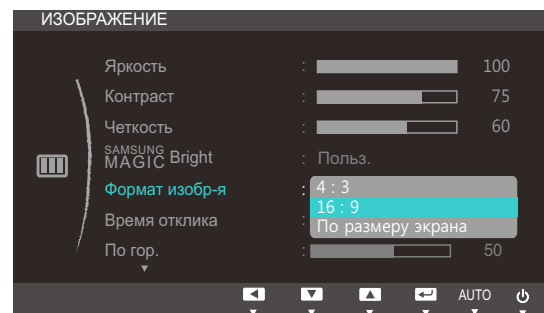 ИЗОБРАЖЕНИЕ
Яркость : 100
Контраст : 75
Четкость : 60
SAMSUNG MAGIC Bright : Польз.
Формат изобр-я : 4 : 3
16 : 9
Время отклика : По размеру экрана
По гор. : 50
AUTO